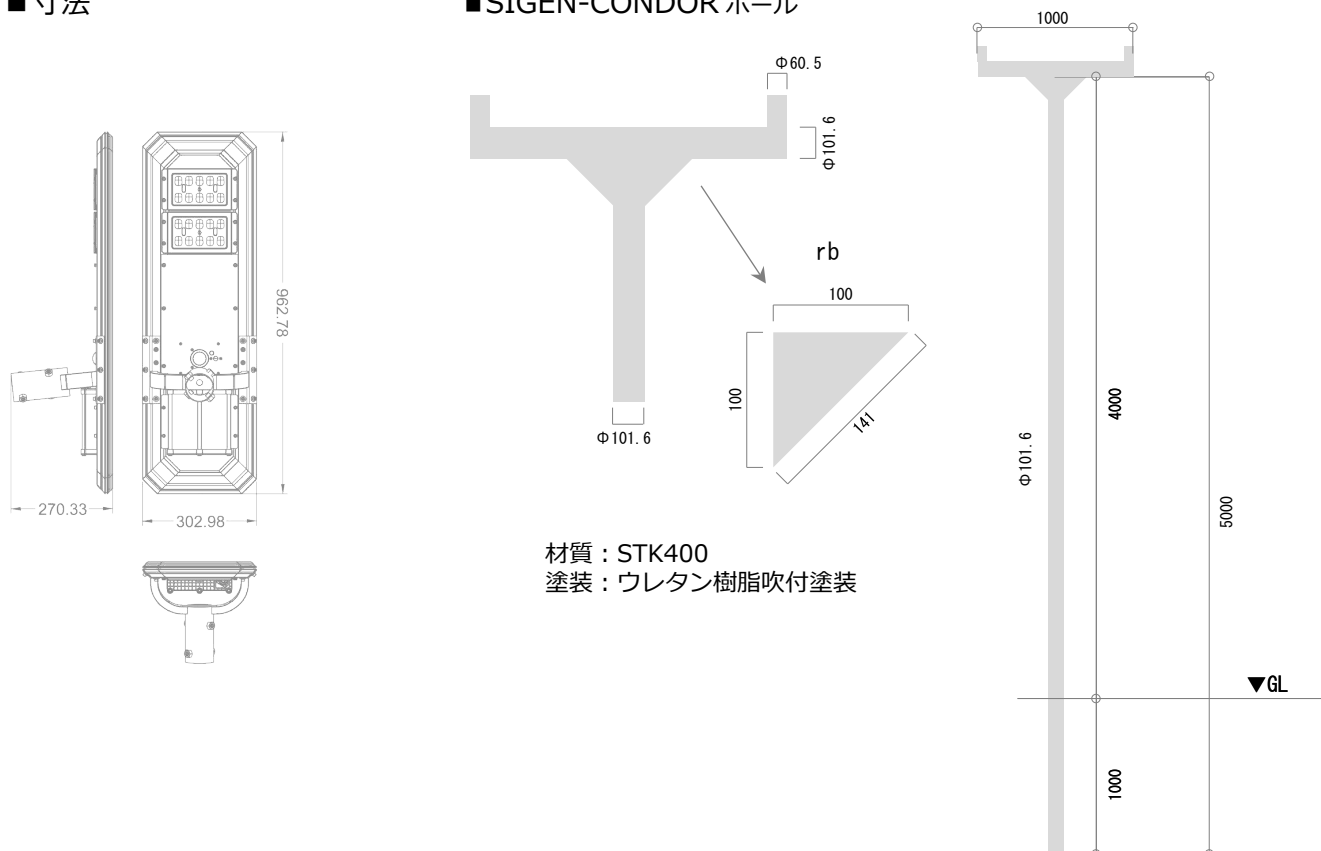 ■寸法
■SIGEN-CONDOR ポール
1000
Φ60.5
Φ101.6
962.78
rb
100
100
141
4000
Φ101.6
Φ101.6
5000
270.33
302.98
材質：STK400
塗装：ウレタン樹脂吹付塗装
▼GL
1000